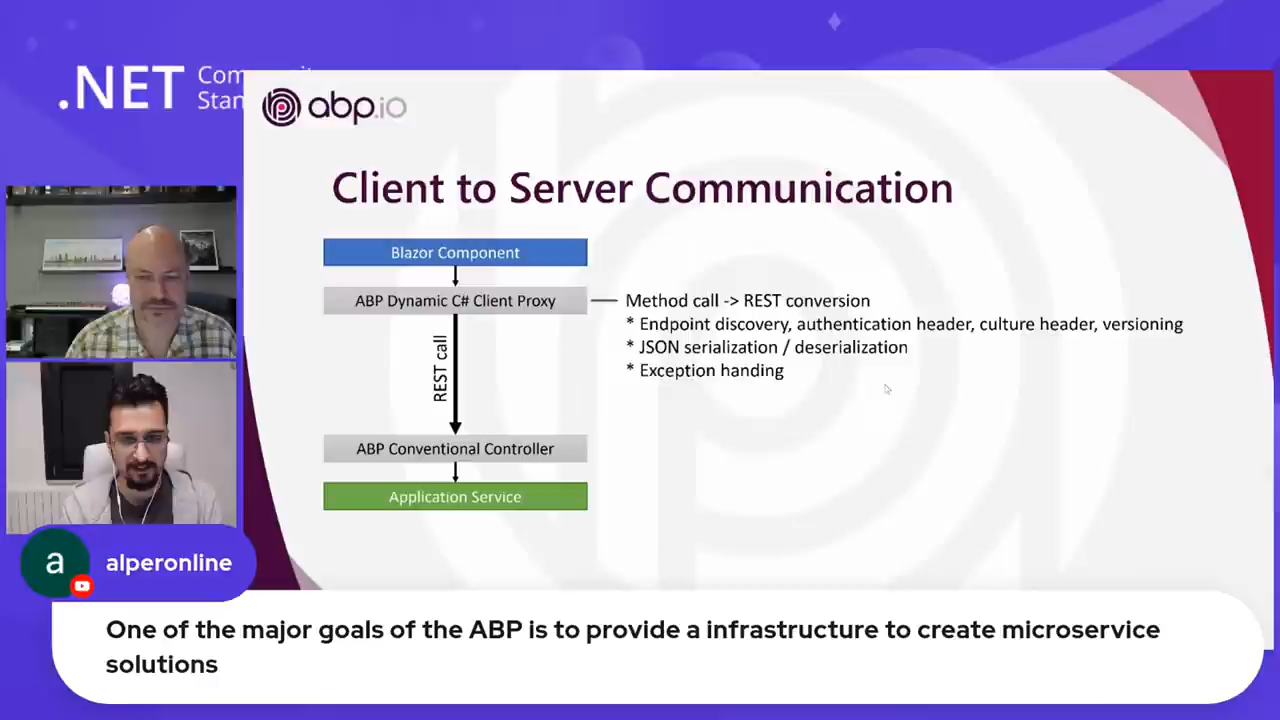 .NET
abp.io
Client to Server Communication
Blazor Component
ABP Dynamic C# Client Proxy
Method call -> REST conversion
* Endpoint discovery, authentication header, culture header, versioning
* JSON serialization / deserialization
* Exception handing
REST call
ABP Conventional Controller
Application Service
a
alperonline
One of the major goals of the ABP is to provide a infrastructure to create microservice
solutions